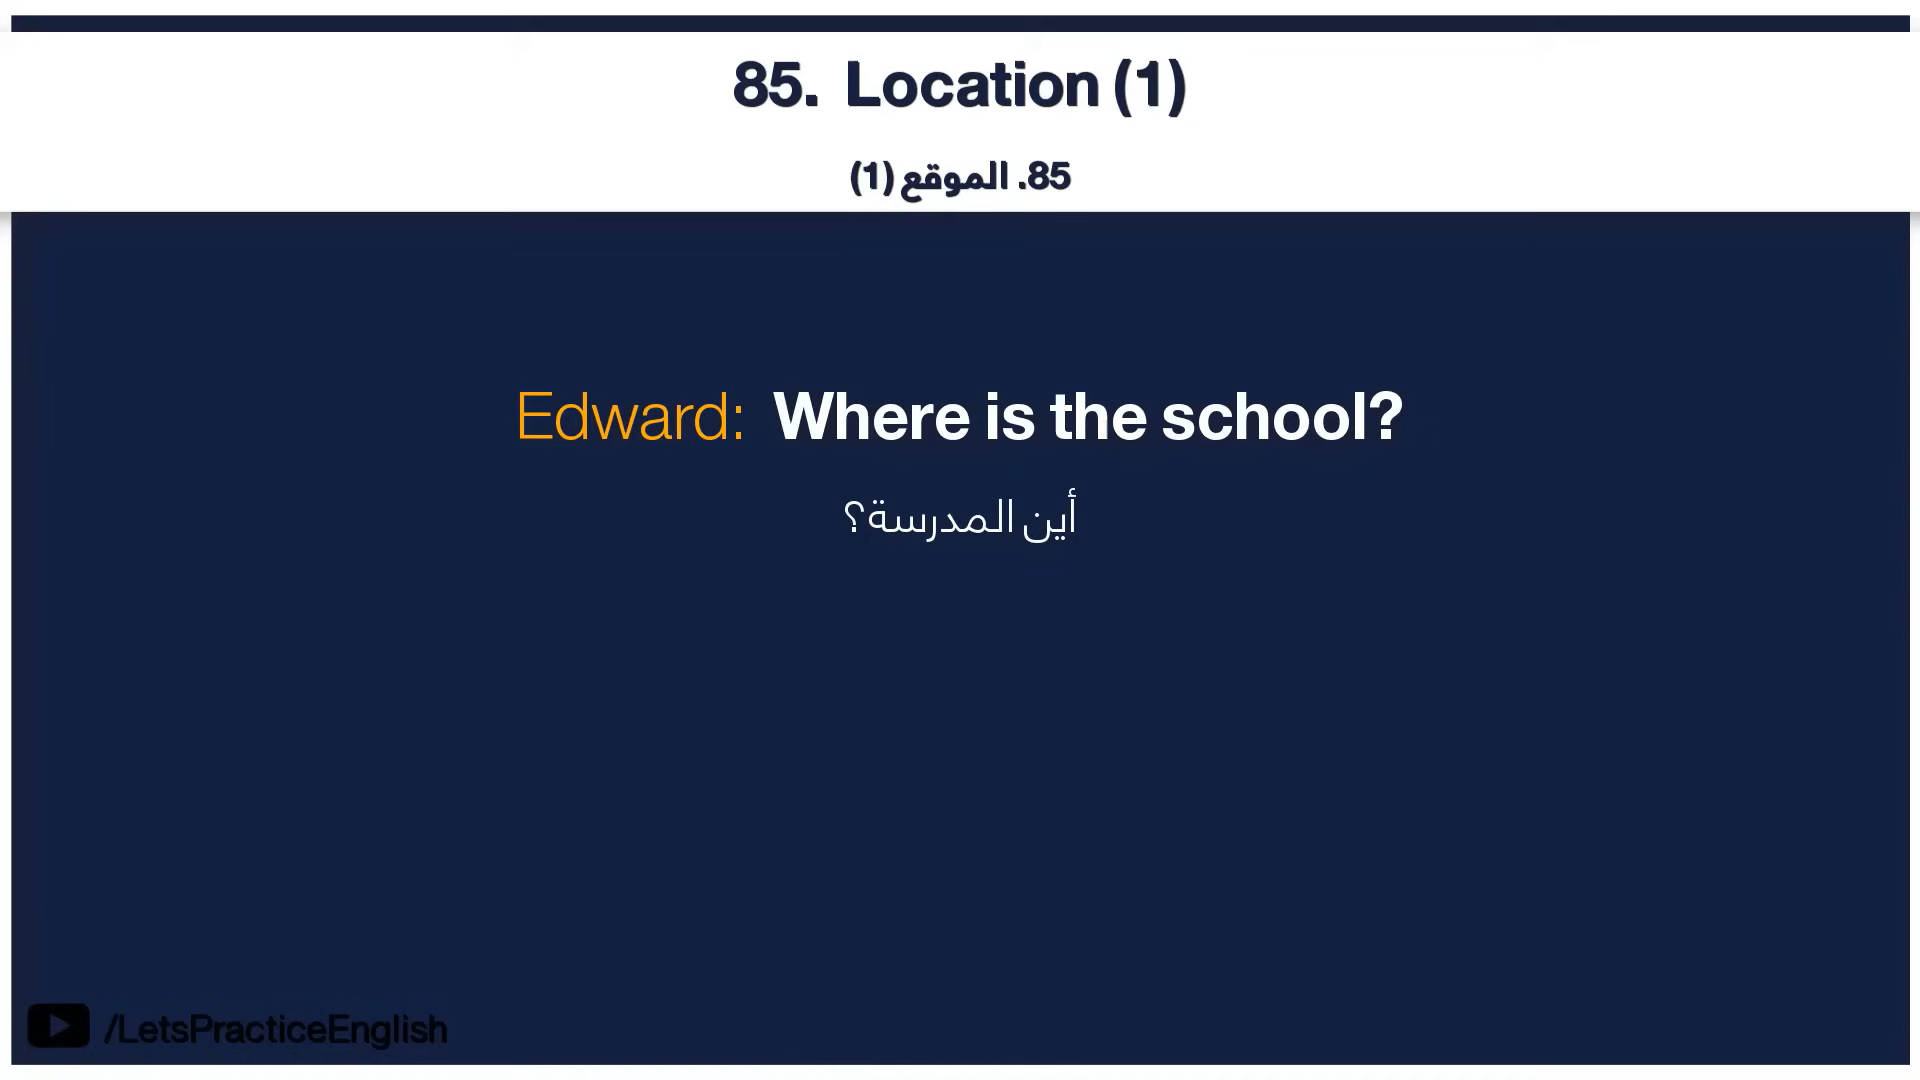 85. Location (1)
85. الموقع (1)
Edward: Where is the school?
أين المدرسة؟
/LetsPracticeEnglish